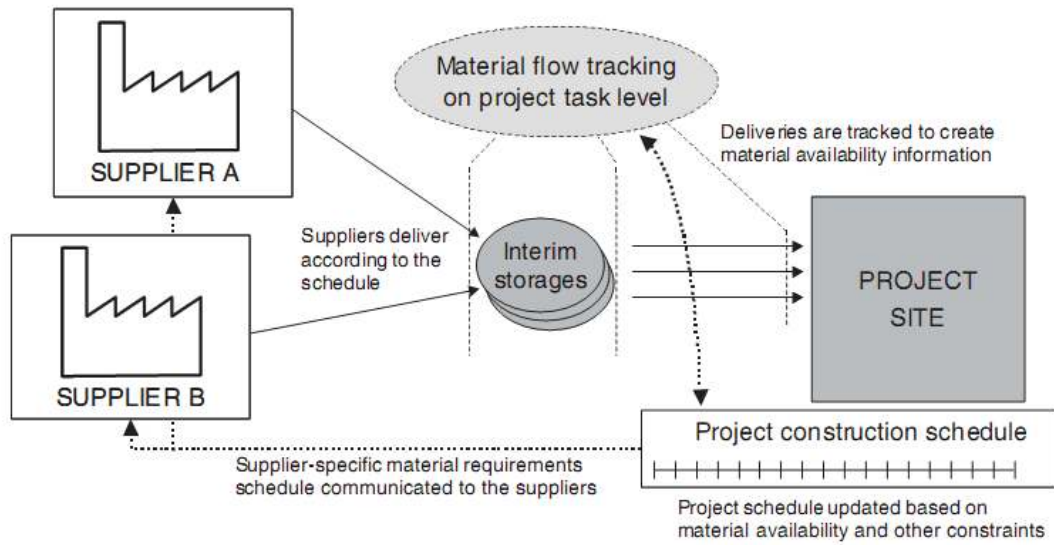 Material flow tracking
on project task level
Deliveries are tracked to create
material availability information
SUPPLIER A
Suppliers deliver
according to the
schedule
Interim
storages
PROJECT
SITE
SUPPLIER B
Project construction schedule
Supplier-specific material requirements
schedule communicated to the suppliers
Project schedule updated based on
material availability and other constraints